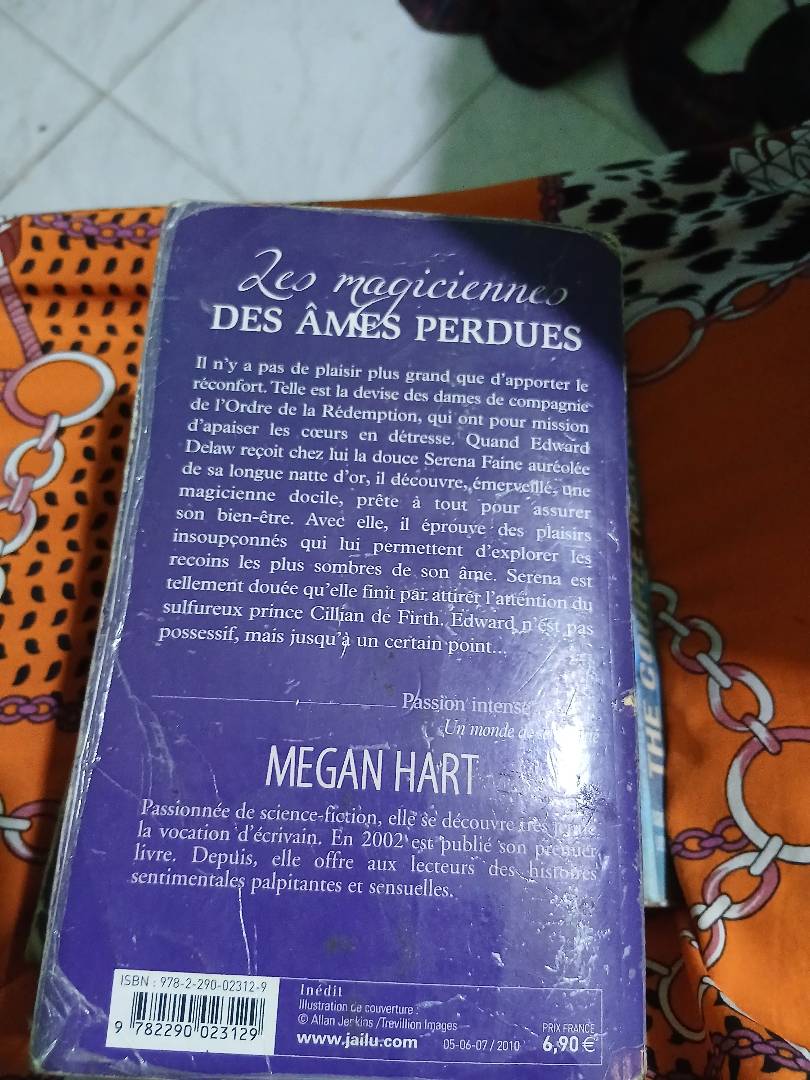 Les magiciennes
DES ÂMES PERDUES
Il n'y a pas de plaisir plus grand que d'apporter le
réconfort. Telle est la devise des dames de compagnie
de l'Ordre de la Rédemption, qui ont pour mission
d'apaiser les cœurs en détresse. Quand Edward
Delaw reçoit chez lui la douce Serena Faine auréolée
de sa longue natte d'or, il découvre, émerveillé, une
magicienne docile, prête à tout pour assurer
son bien-être. Avec elle, il éprouve des plaisirs
insoupçonnés qui lui permettent d'explorer les
recoins les plus sombres de son âme. Serena est
tellement douée qu'elle finit par attirer l'attention du
sulfureux prince Cillian de Firth. Edward n'est pas
possessif, mais jusqu'à un certain point...
Passion intense
Un monde de
MEGAN HART
Passionnée de science-fiction, elle se découvre très
la vocation d'écrivain. En 2002 est publié son premier
livre. Depuis, elle offre aux lecteurs des histoires
sentimentales palpitantes et sensuelles.
ISBN : 978-2-290-02312-9
9 782290 023129
Inédit
Illustration de couverture :
© Allan Jenkins /Trevillion Images
www.jailu.com 05-06-07 / 2010
PRIX FRANCE
6,90 €
THE